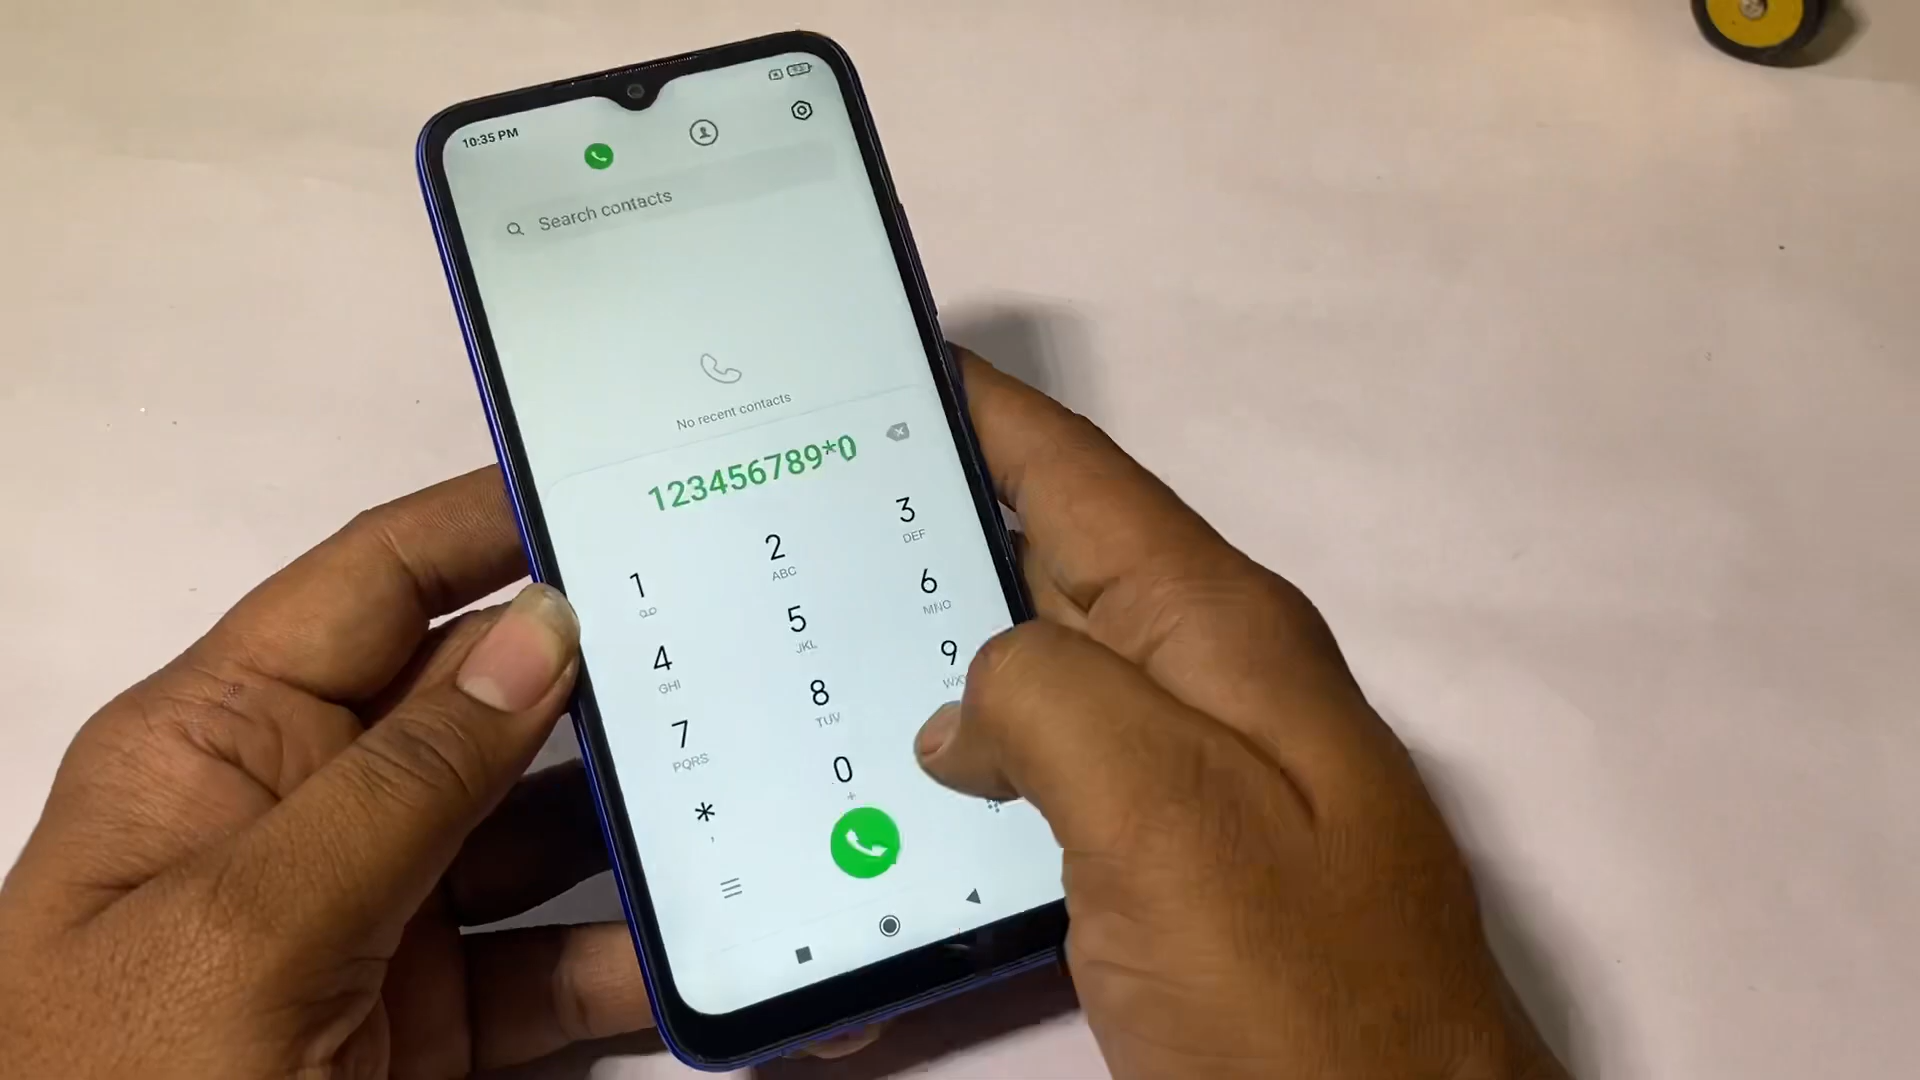 10:35 PM
Search contacts
No recent contacts
123456789*0
1
2
ABC
3
DEF
4
GHI
5
JKL
6
MNO
7
PQRS
8
TUV
9
WX
*
,
0
+